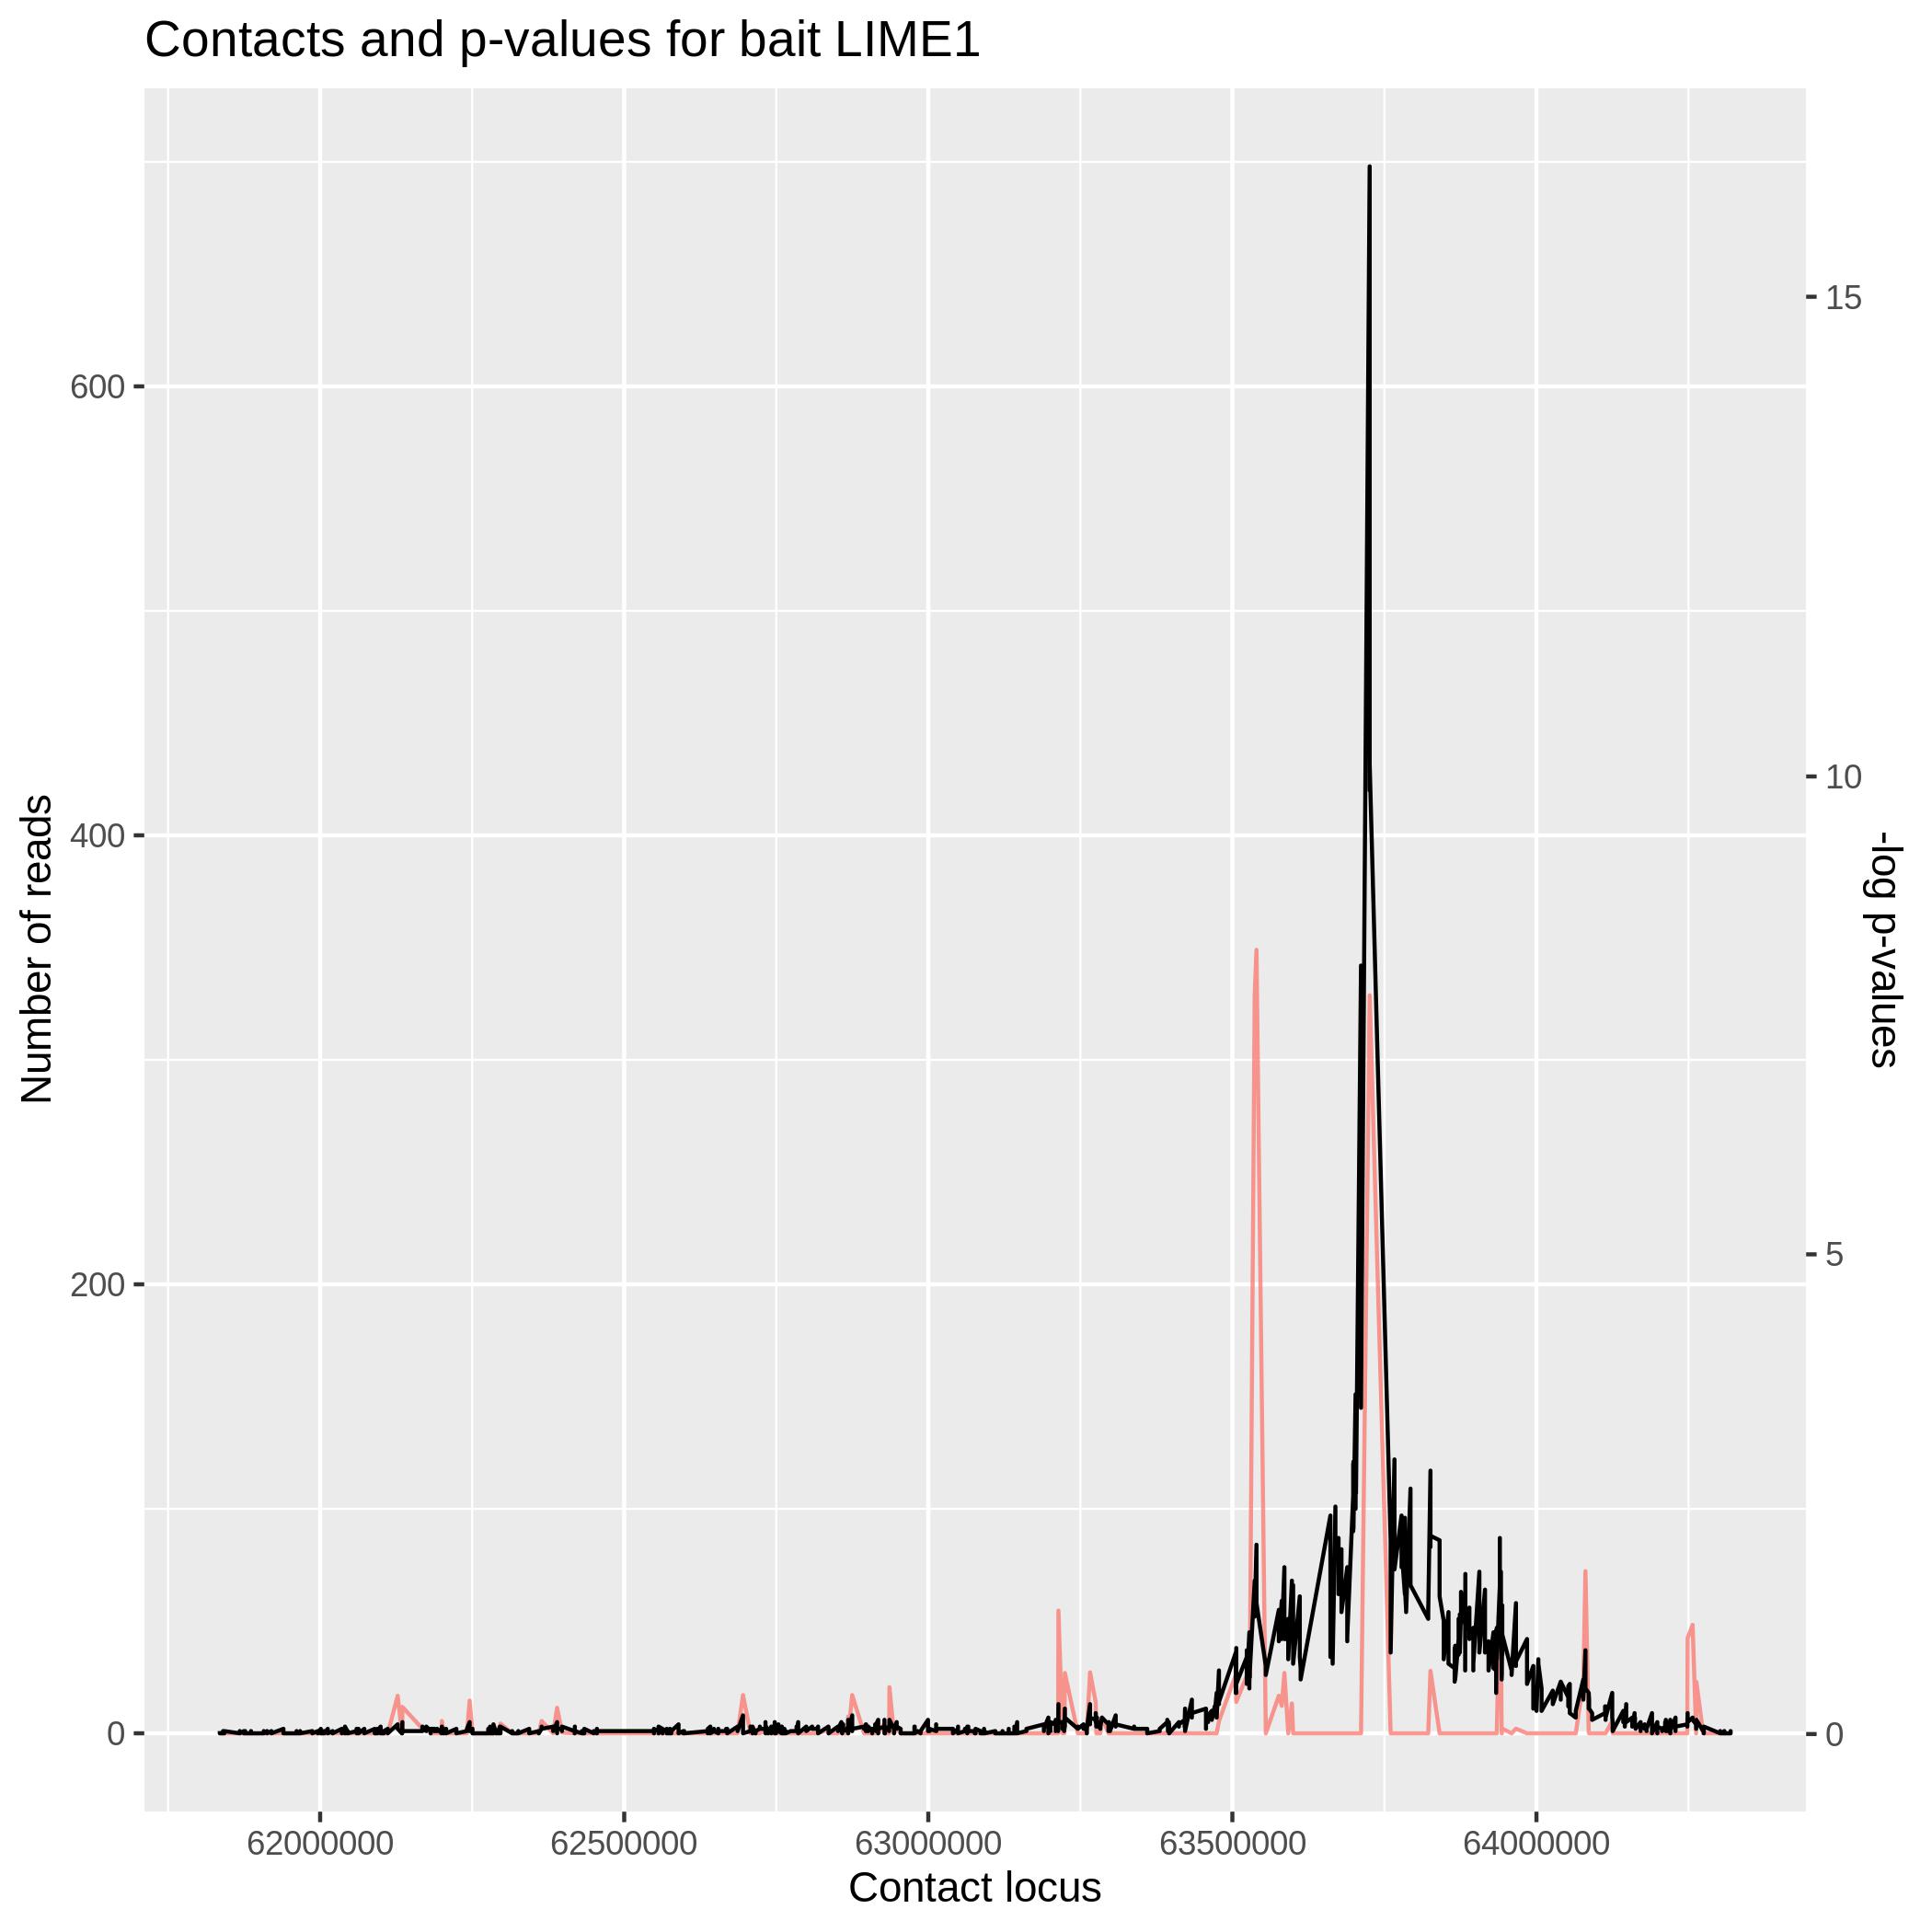 Contacts and p-values for bait LIME1
Number of reads
600
400
200
0
15
10
5
0
-log p-values
62000000 62500000 63000000 63500000 64000000
Contact locus